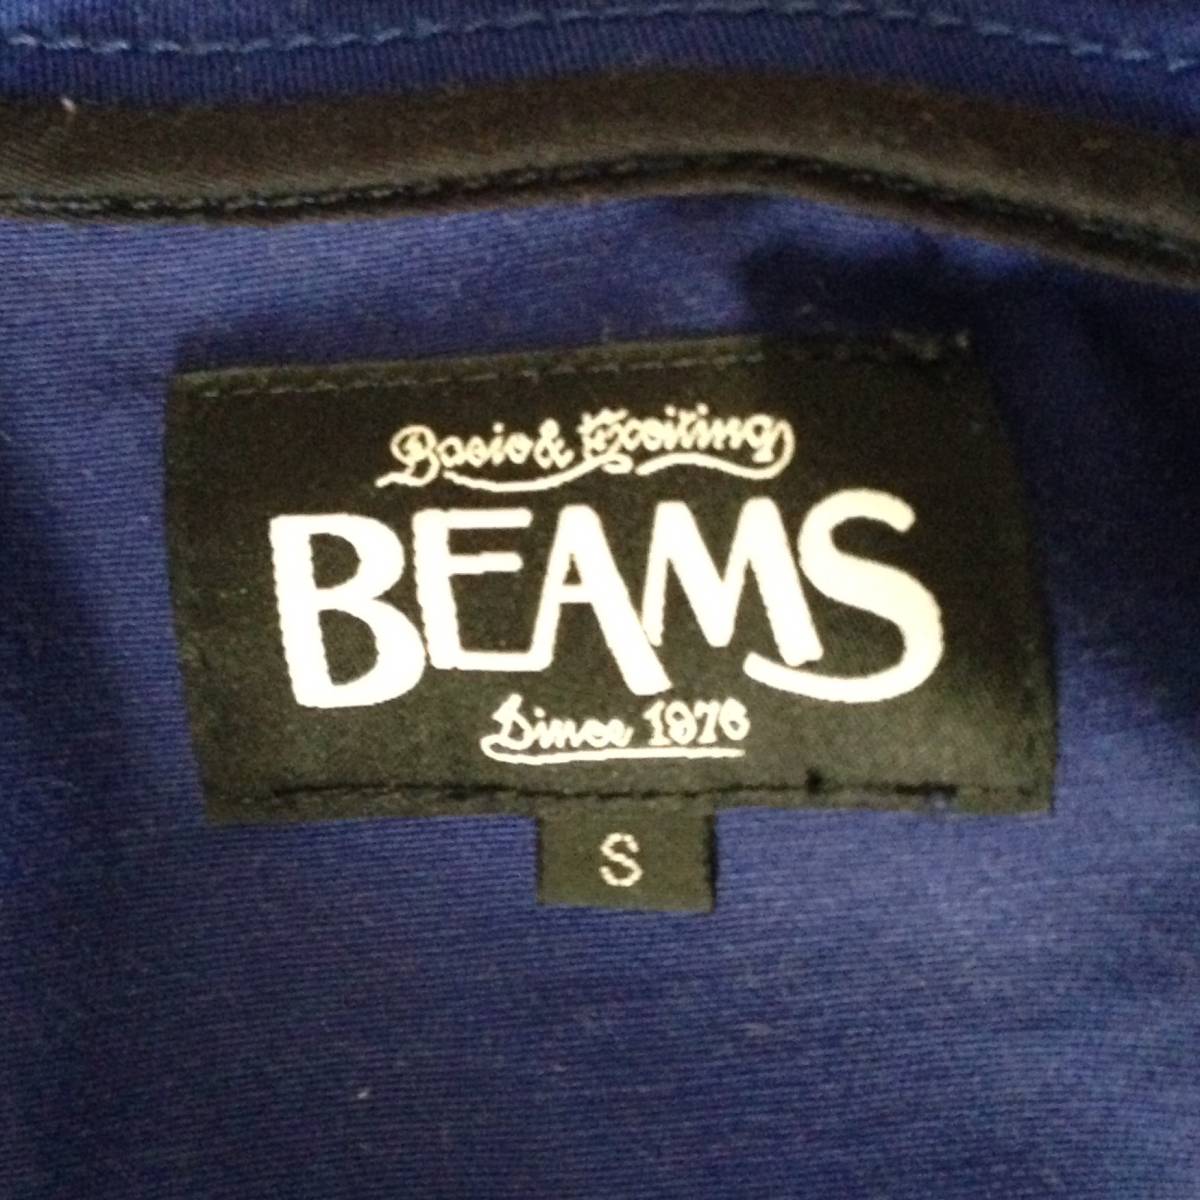 Basic & Exciting
BEAMS
Since 1976
S